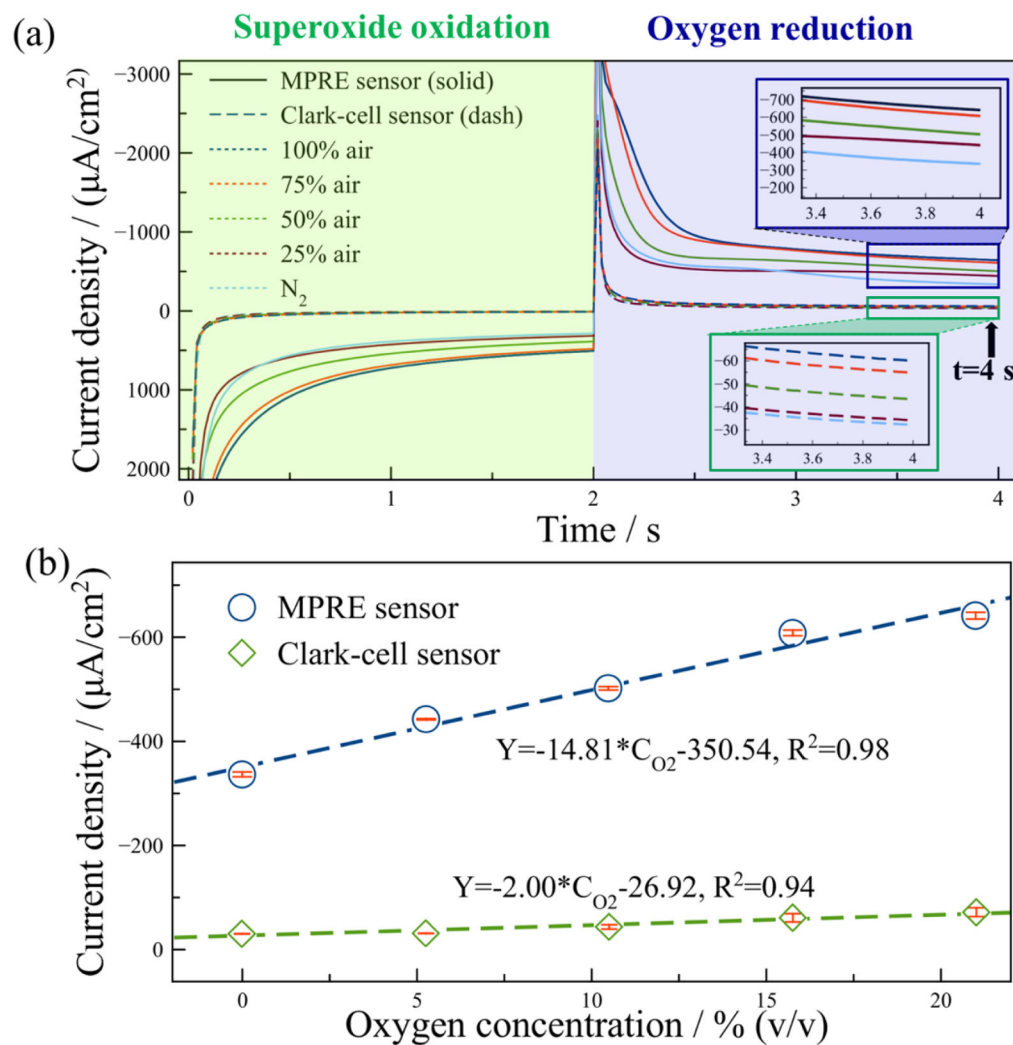 (a)
Superoxide oxidation
Oxygen reduction
Current density / (μA/cm²)
−3000
−2000
−1000
0
1000
2000
MPRE sensor (solid)
Clark-cell sensor (dash)
100% air
75% air
50% air
25% air
N₂
−700
−600
−500
−400
−300
−200
3.4
3.6
3.8
4
−60
−50
−40
−30
3.4
3.6
3.8
4
t=4 s
0
1
2
3
4
Time / s
(b)
Current density / (μA/cm²)
−600
−400
−200
0
MPRE sensor
Clark-cell sensor
Y=-14.81*C_O2-350.54, R²=0.98
Y=-2.00*C_O2-26.92, R²=0.94
0
5
10
15
20
Oxygen concentration / % (v/v)